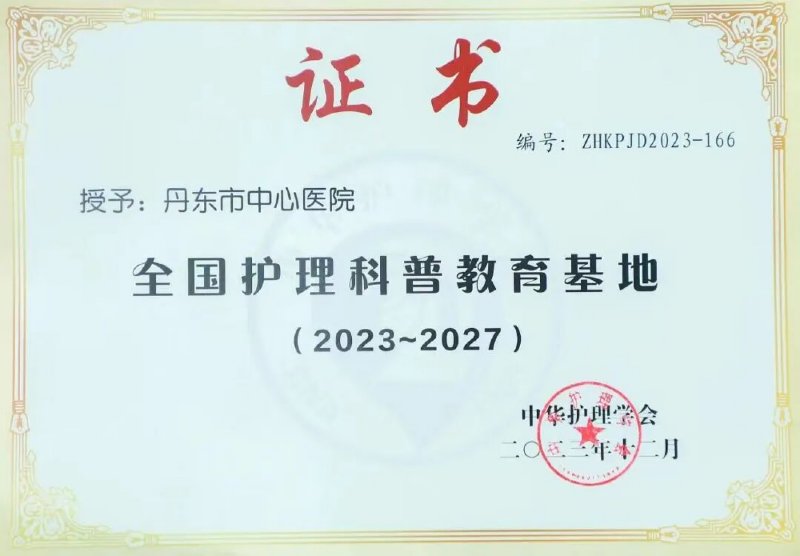 证书
编号：ZHKPJD2023-166
授予：丹东市中心医院
全国护理科普教育基地
（2023~2027）
中华护理学会
二〇二三年十二月